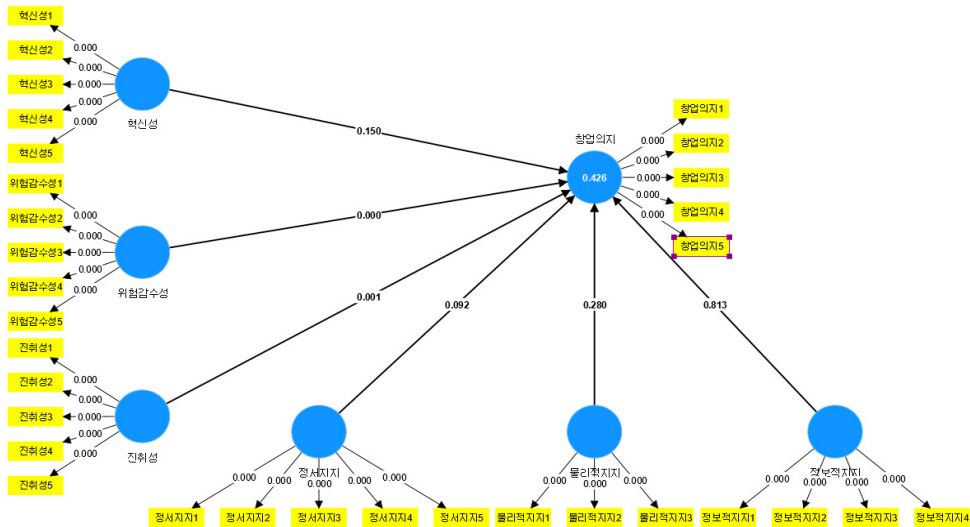 혁신성1
혁신성2
혁신성3
혁신성4
혁신성5
0.000
0.000
0.000
0.000
0.000
혁신성
0.150
위험감수성1
위험감수성2
위험감수성3
위험감수성4
위험감수성5
0.000
0.000
0.000
0.000
0.000
위험감수성
0.000
진취성1
진취성2
진취성3
진취성4
진취성5
0.000
0.000
0.000
0.000
0.000
진취성
0.001
창업의지
0.426
0.000
0.000
0.000
0.000
0.000
창업의지1
창업의지2
창업의지3
창업의지4
창업의지5
0.092
0.280
0.813
정서지지
0.000
0.000
0.000
0.000
0.000
정서지지1
정서지지2
정서지지3
정서지지4
정서지지5
물리적지지
0.000
0.000
0.000
물리적지지1
물리적지지2
물리적지지3
정보적지지
0.000
0.000
0.000
0.000
정보적지지1
정보적지지2
정보적지지3
정보적지지4